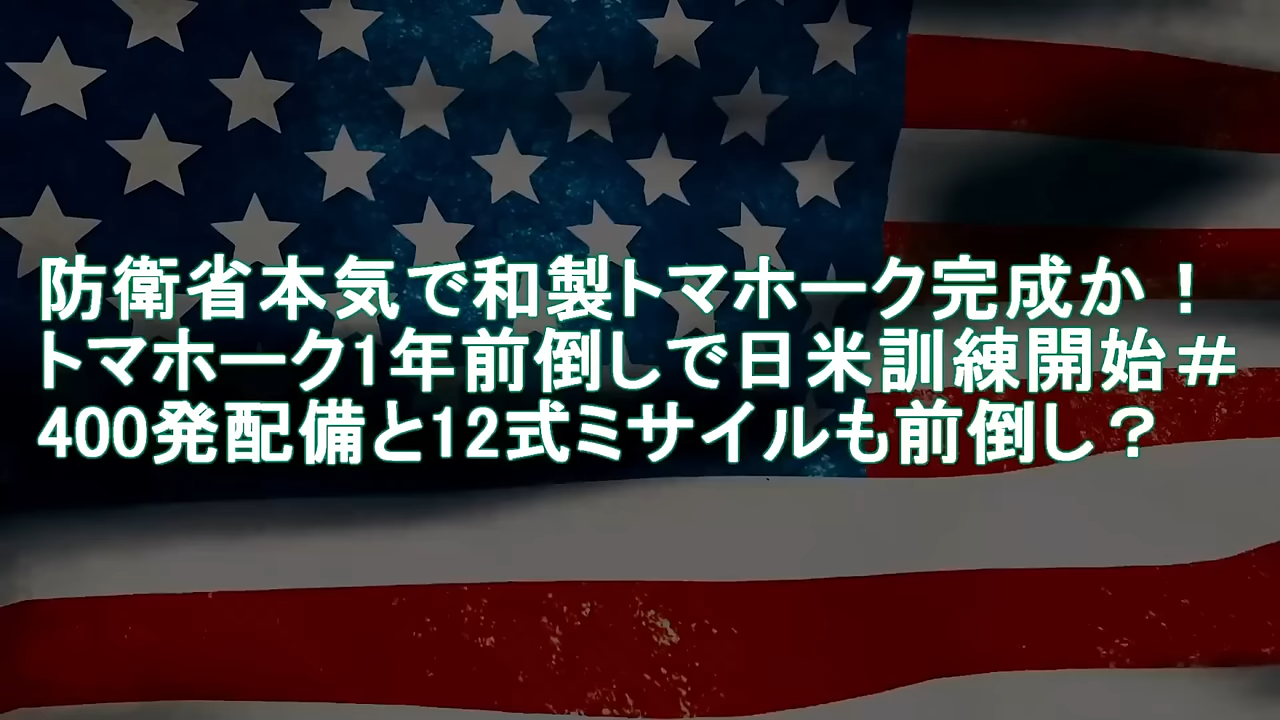 防衛省本気で和製トマホーク完成か！
トマホーク1年前倒しで日米訓練開始＃
400発配備と12式ミサイルも前倒し？